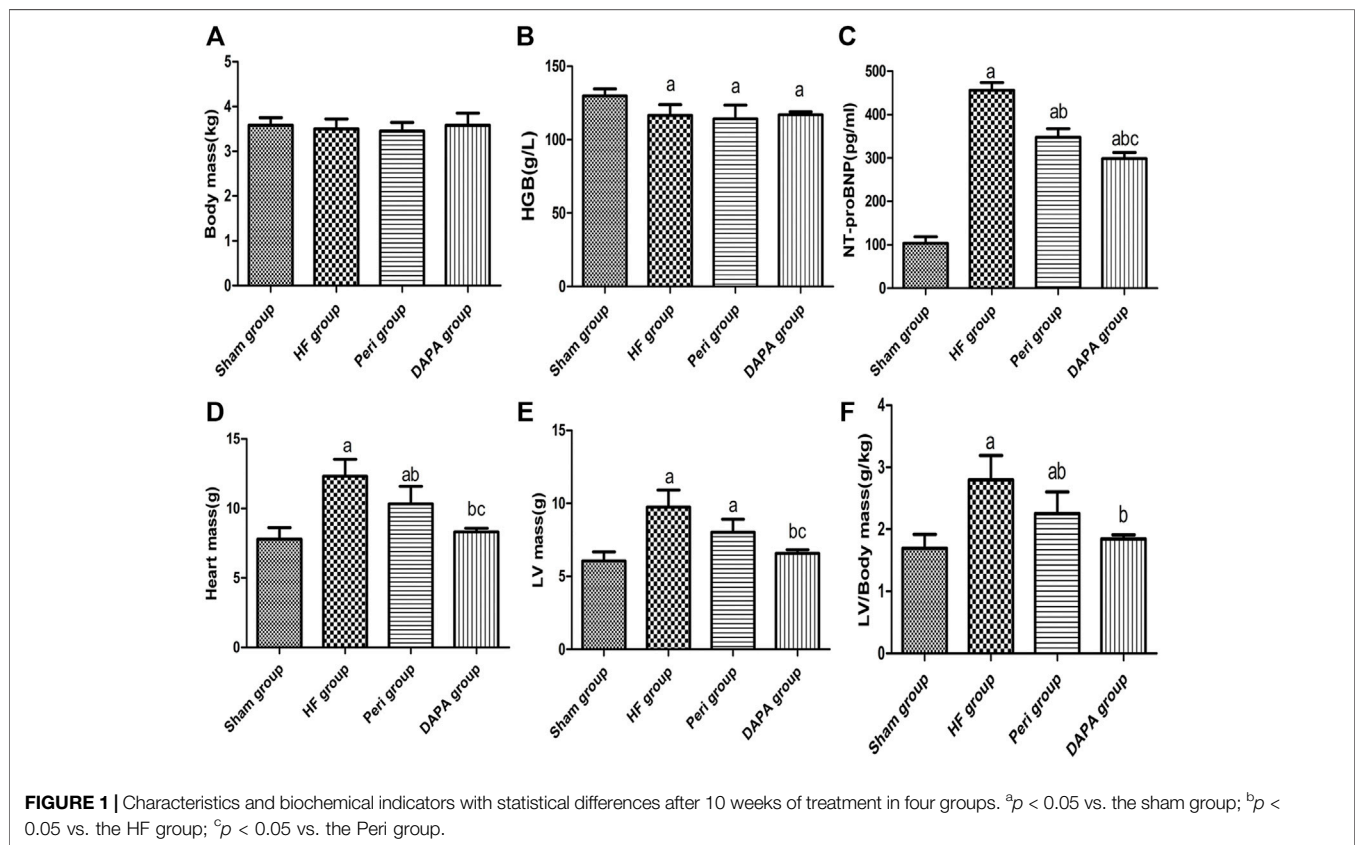 A
Body mass(kg)
5
4
3
2
1
0
Sham group
HF group
Peri group
DAPA group
B
HGB(g/L)
150
100
50
0
a
a
a
Sham group
HF group
Peri group
DAPA group
C
NT-proBNP(pg/ml)
500
400
300
200
100
0
a
ab
abc
Sham group
HF group
Peri group
DAPA group
D
Heart mass(g)
15
10
5
0
a
ab
bc
Sham group
HF group
Peri group
DAPA group
E
LV mass(g)
15
10
5
0
a
a
bc
Sham group
HF group
Peri group
DAPA group
F
LV/Body mass(g/kg)
4
3
2
1
0
a
ab
b
Sham group
HF group
Peri group
DAPA group
FIGURE 1 | Characteristics and biochemical indicators with statistical differences after 10 weeks of treatment in four groups. ᵃp < 0.05 vs. the sham group; ᵇp <
0.05 vs. the HF group; ᶜp < 0.05 vs. the Peri group.